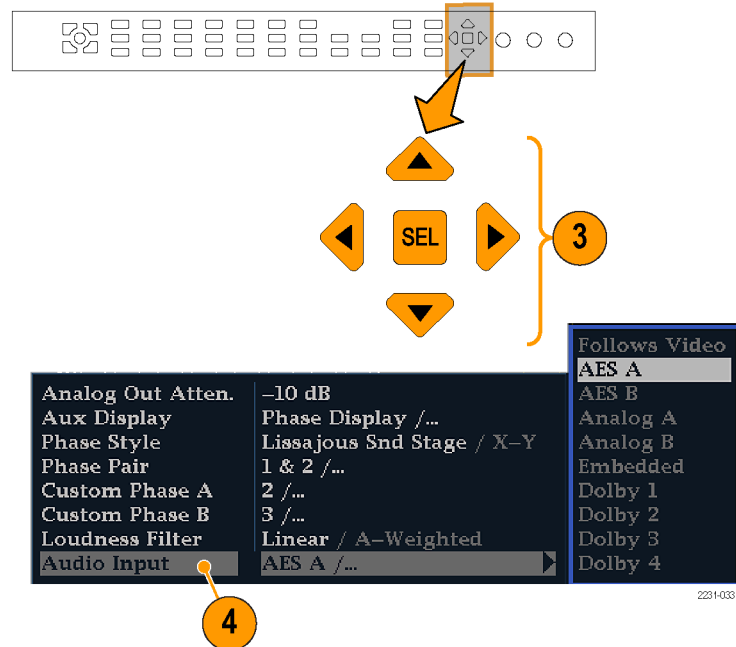 SEL
3
Analog Out Atten. –10 dB
Aux Display Phase Display /...
Phase Style Lissajous Snd Stage / X–Y
Phase Pair 1 & 2 /...
Custom Phase A 2 /...
Custom Phase B 3 /...
Loudness Filter Linear / A–Weighted
Audio Input AES A /...
Follows Video
AES A
AES B
Analog A
Analog B
Embedded
Dolby 1
Dolby 2
Dolby 3
Dolby 4
2231-033
4